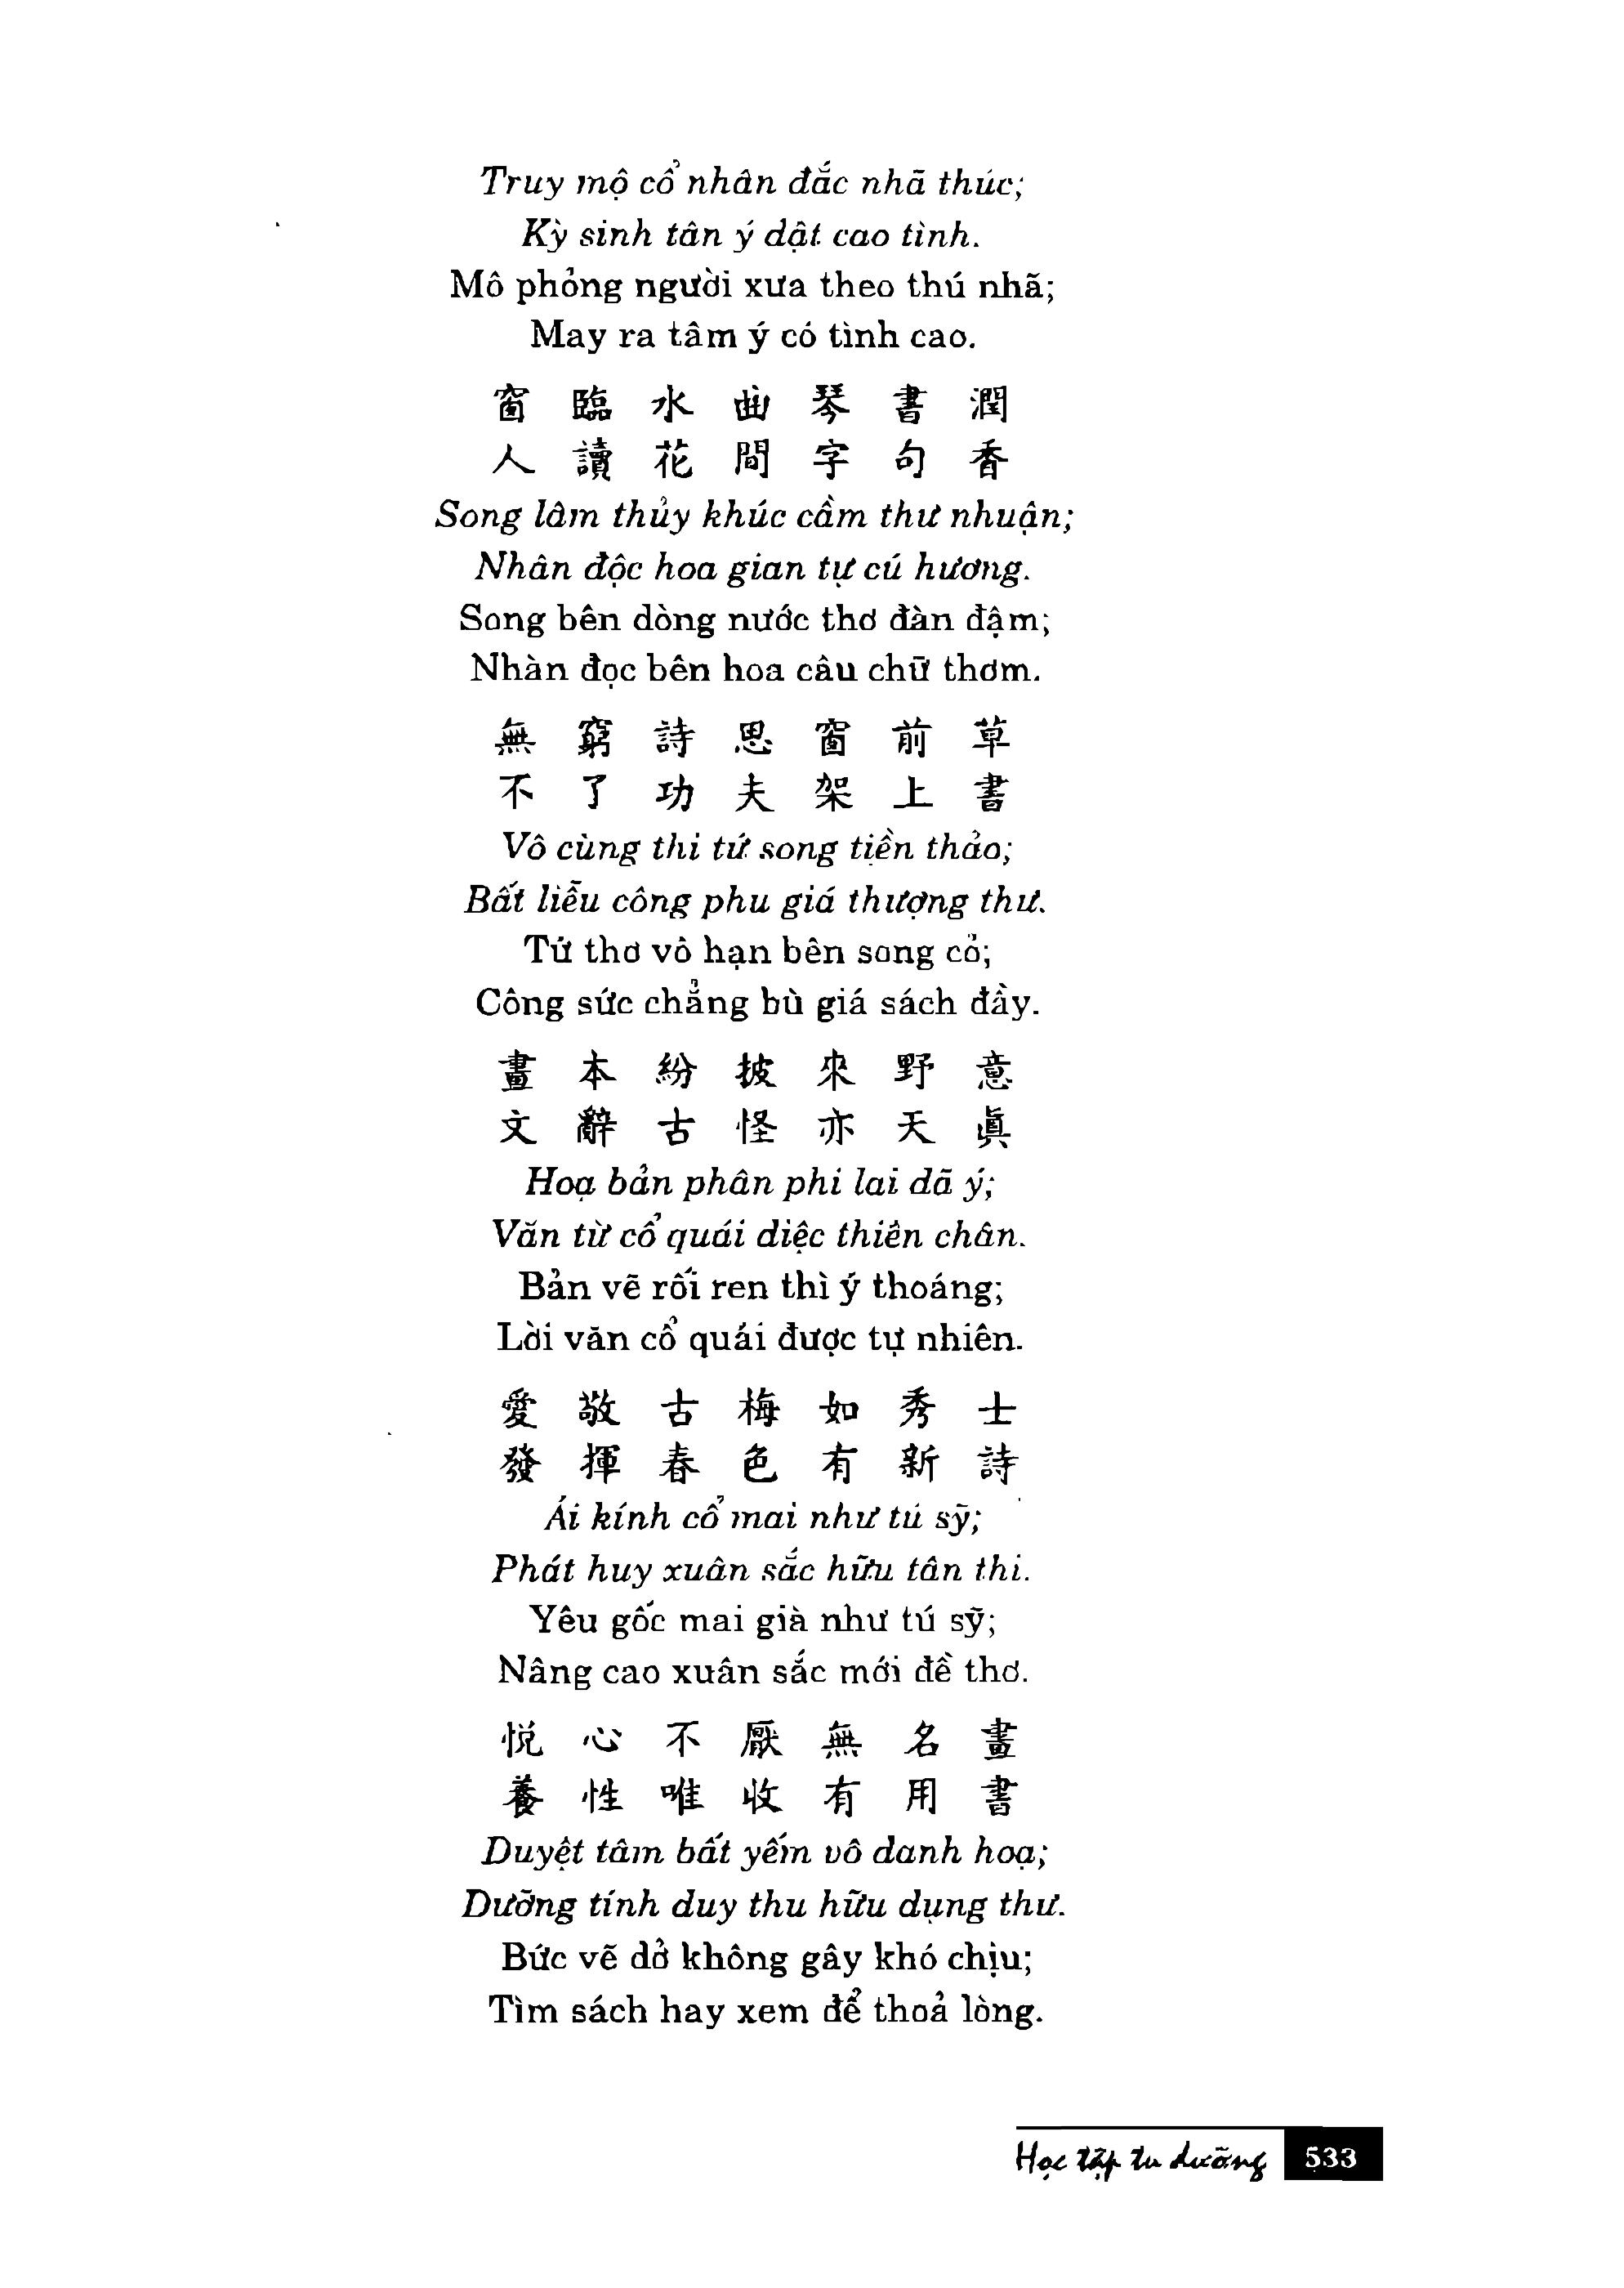 Truy mộ cổ nhân đắc nhã thúc;
Kỳ sinh tân ý dật cao tình.
Mô phỏng người xưa theo thú nhã;
May ra tâm ý có tình cao.
窗臨水曲琴書潤
人讀花間字句香
Song lâm thủy khúc cầm thư nhuận;
Nhân độc hoa gian tự cú hương.
Song bên dòng nước thơ đàn đậm;
Nhàn đọc bên hoa câu chữ thơm.
無窮詩思窗前草
不了功夫架上書
Vô cùng thi tứ song tiền thảo;
Bất liễu công phu giá thượng thư.
Tứ thơ vô hạn bên song cỏ;
Công sức chẳng bù giá sách đầy.
畫本紛披來野意
文辭古怪亦天眞
Hoạ bản phân phi lai dã ý;
Văn từ cổ quái diệc thiên chân.
Bản vẽ rối ren thì ý thoáng;
Lời văn cổ quái được tự nhiên.
愛敬古梅如秀士
發揮春色有新詩
Ái kính cổ mai như tú sỹ;
Phát huy xuân sắc hữu tân thi.
Yêu gốc mai già như tú sỹ;
Nâng cao xuân sắc mới đề thơ.
悦心不厭無名畫
養性唯收有用書
Duyệt tâm bất yếm vô danh hoạ;
Dưỡng tính duy thu hữu dụng thư.
Bức vẽ dở không gây khó chịu;
Tìm sách hay xem để thoả lòng.
Học tập tu dưỡng 533